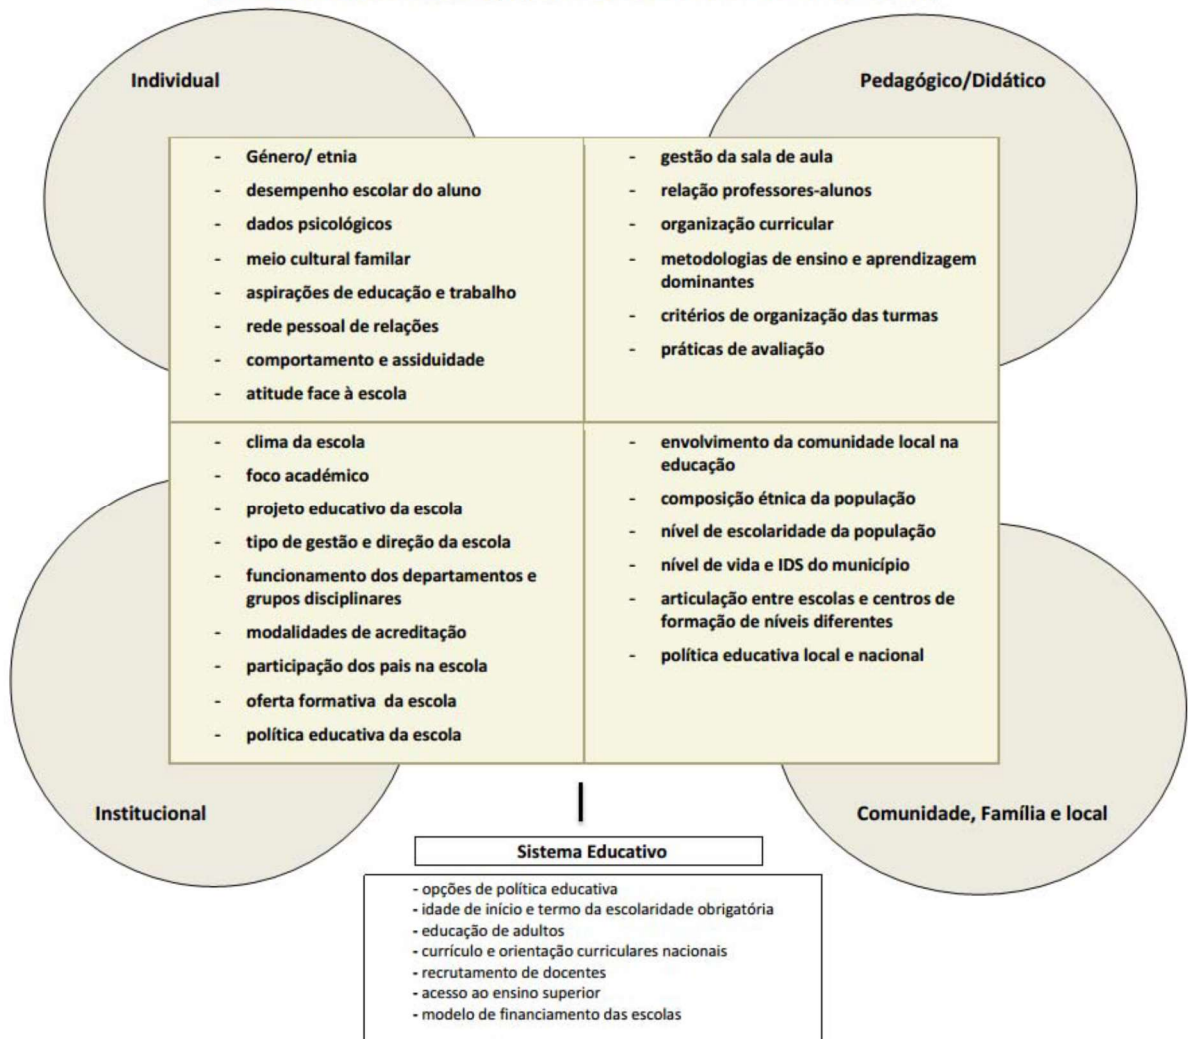 Individual
Pedagógico/Didático
- Género/ etnia
- desempenho escolar do aluno
- dados psicológicos
- meio cultural familar
- aspirações de educação e trabalho
- rede pessoal de relações
- comportamento e assiduidade
- atitude face à escola
- gestão da sala de aula
- relação professores-alunos
- organização curricular
- metodologias de ensino e aprendizagem
dominantes
- critérios de organização das turmas
- práticas de avaliação
- clima da escola
- foco académico
- projeto educativo da escola
- tipo de gestão e direção da escola
- funcionamento dos departamentos e
grupos disciplinares
- modalidades de acreditação
- participação dos pais na escola
- oferta formativa da escola
- política educativa da escola
- envolvimento da comunidade local na
educação
- composição étnica da população
- nível de escolaridade da população
- nível de vida e IDS do município
- articulação entre escolas e centros de
formação de níveis diferentes
- política educativa local e nacional
Institucional
Comunidade, Família e local
Sistema Educativo
- opções de política educativa
- idade de início e termo da escolaridade obrigatória
- educação de adultos
- currículo e orientação curriculares nacionais
- recrutamento de docentes
- acesso ao ensino superior
- modelo de financiamento das escolas